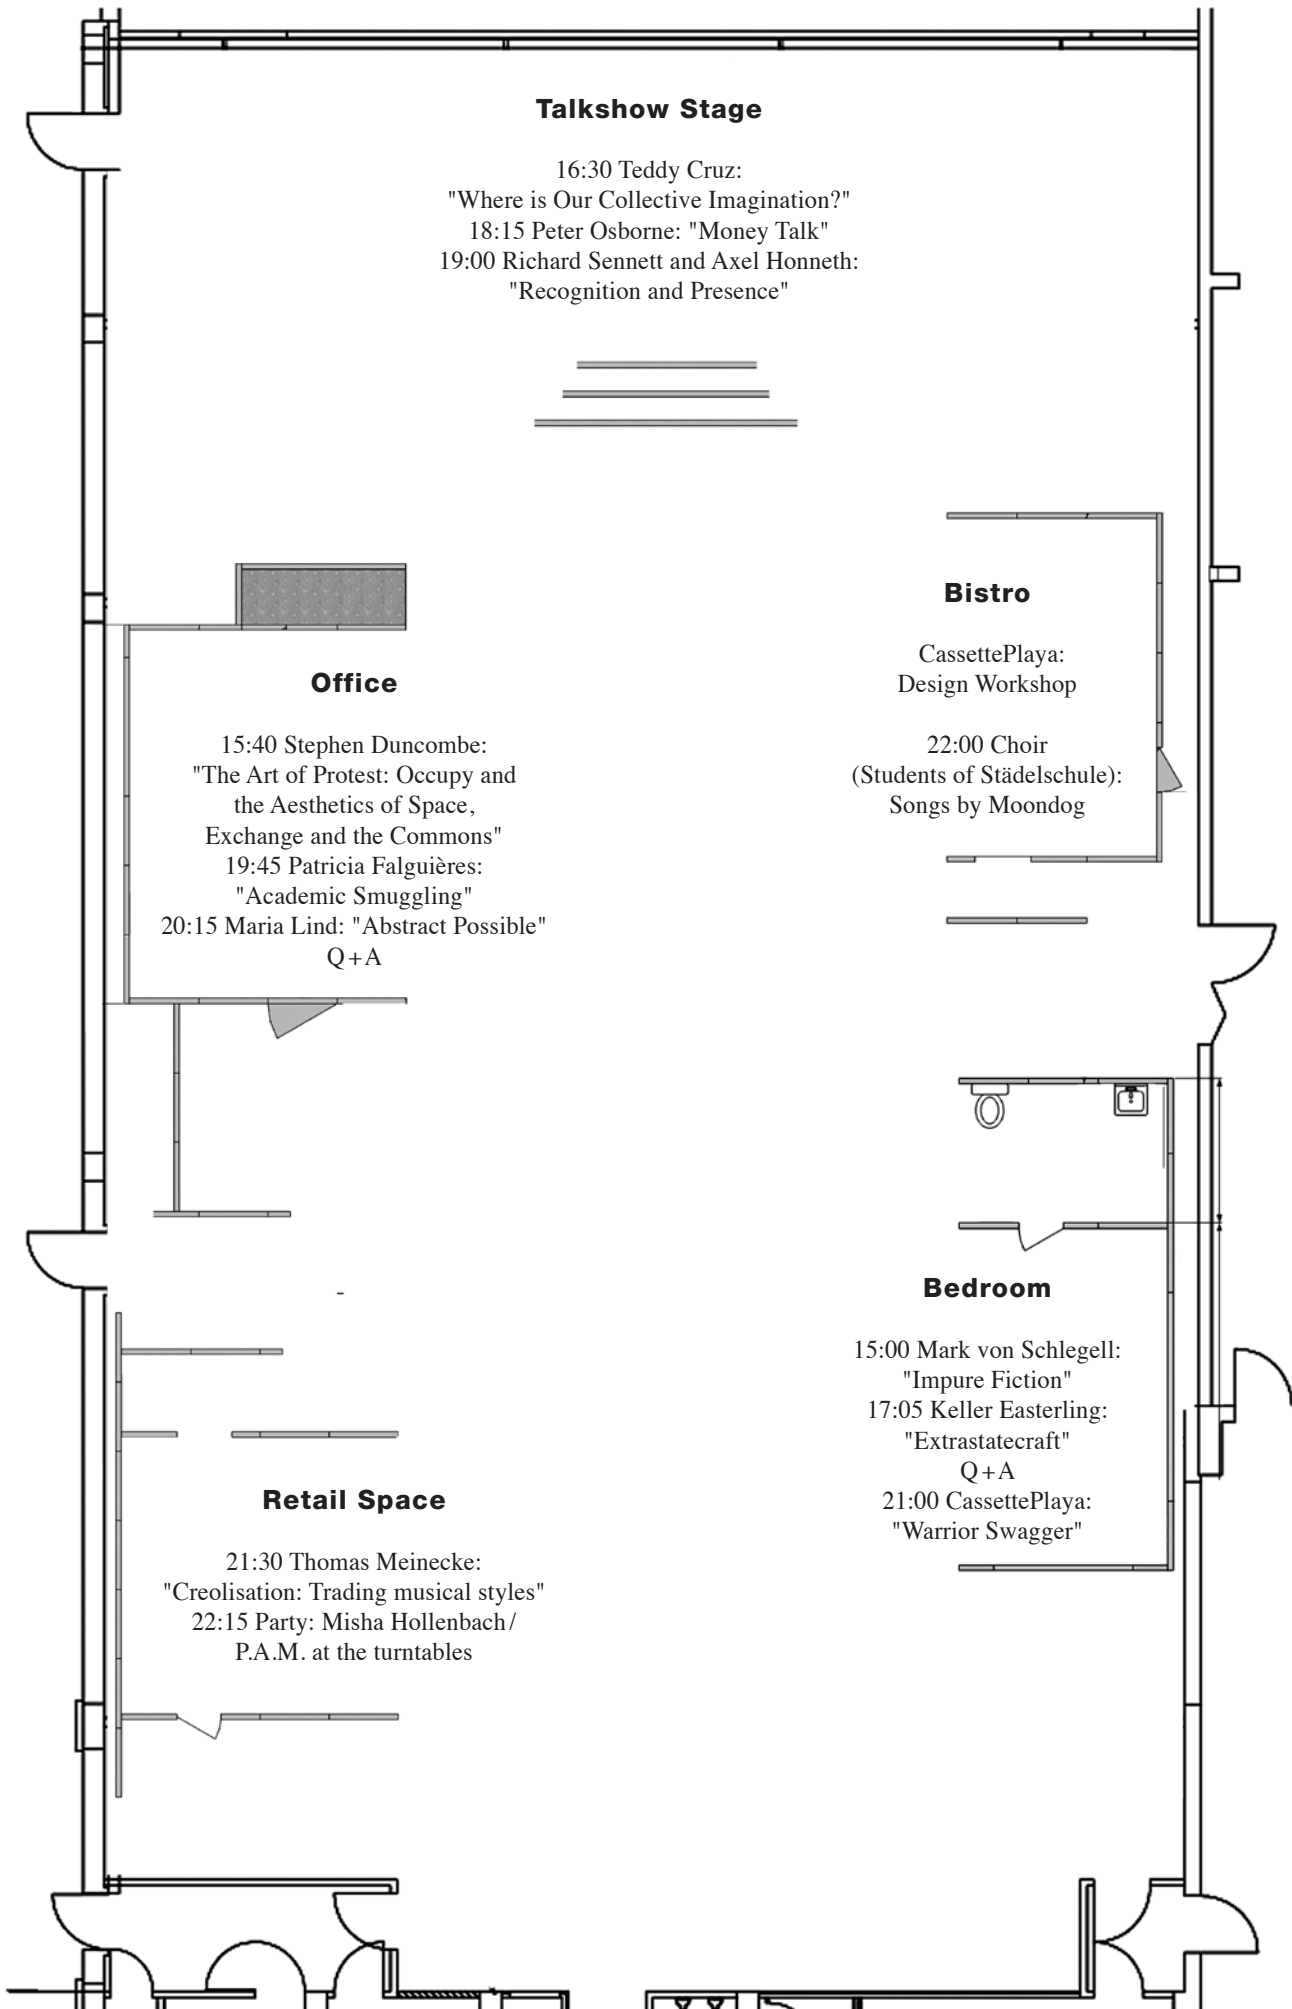 Talkshow Stage
16:30 Teddy Cruz:
"Where is Our Collective Imagination?"
18:15 Peter Osborne: "Money Talk"
19:00 Richard Sennett and Axel Honneth:
"Recognition and Presence"
Office
15:40 Stephen Duncombe:
"The Art of Protest: Occupy and
the Aesthetics of Space,
Exchange and the Commons"
19:45 Patricia Falguières:
"Academic Smuggling"
20:15 Maria Lind: "Abstract Possible"
Q+A
Bistro
CassettePlaya:
Design Workshop
22:00 Choir
(Students of Städelschule):
Songs by Moondog
Bedroom
15:00 Mark von Schlegell:
"Impure Fiction"
17:05 Keller Easterling:
"Extrastatecraft"
Q+A
21:00 CassettePlaya:
"Warrior Swagger"
Retail Space
21:30 Thomas Meinecke:
"Creolisation: Trading musical styles"
22:15 Party: Misha Hollenbach/
P.A.M. at the turntables